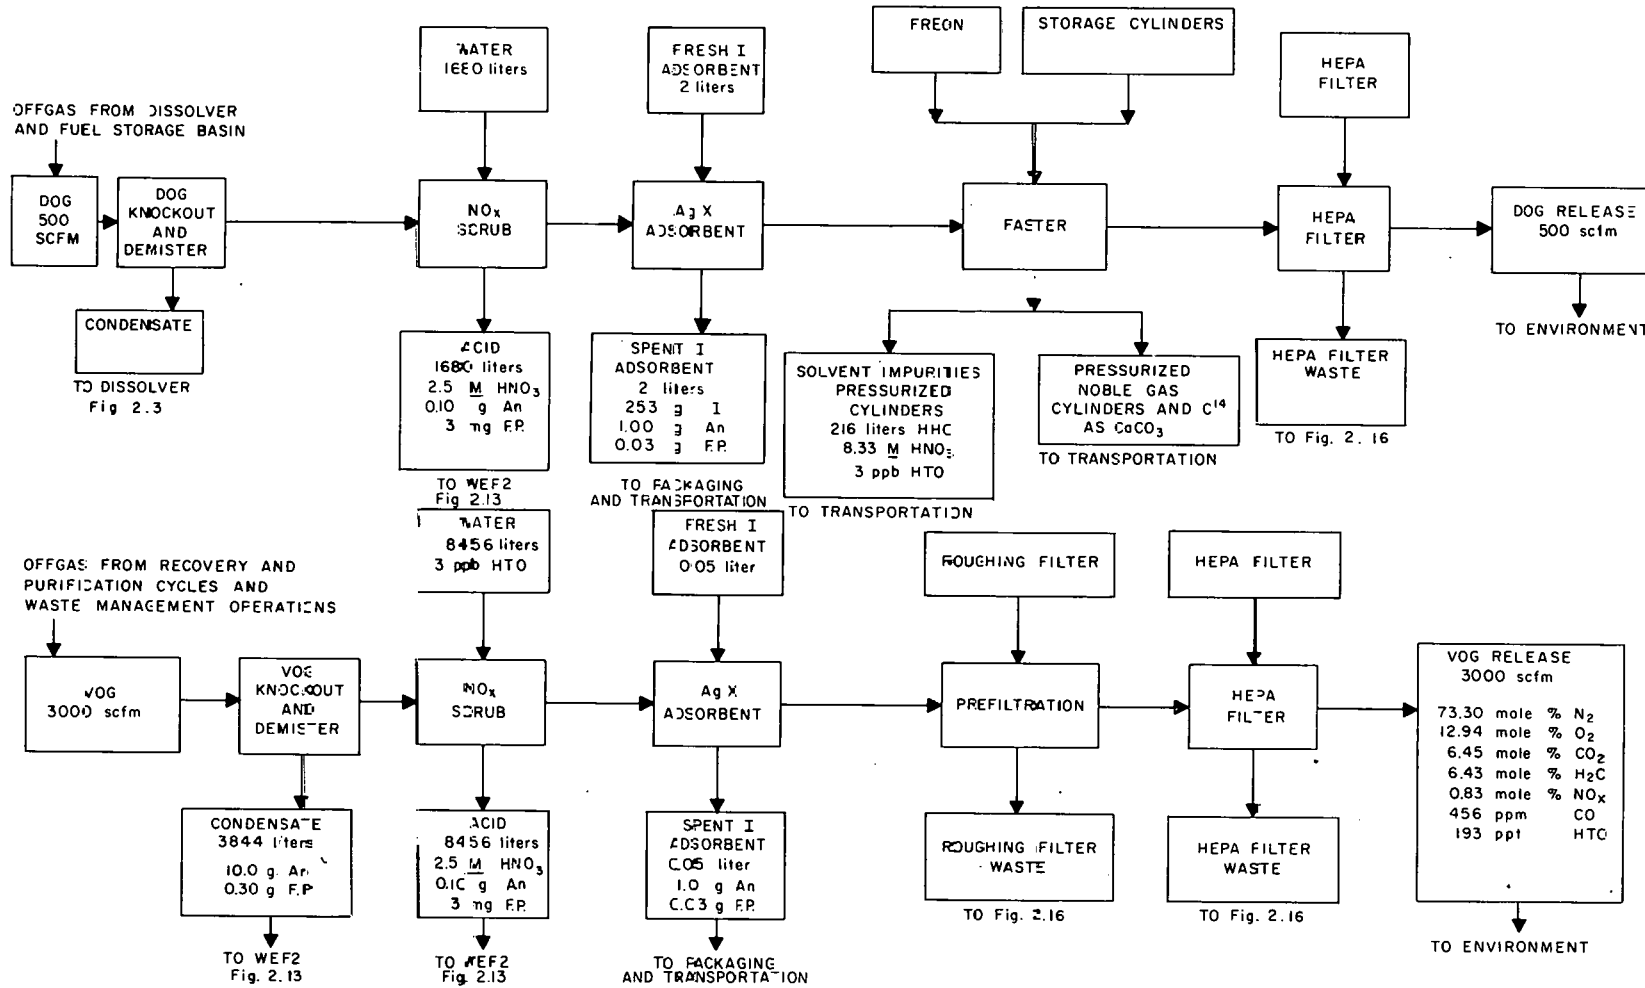 FREON
STORAGE CYLINDERS
WATER
1680 liters
FRESH I
ADSORBENT
2 liters
HEPA
FILTER
OFFGAS FROM DISSOLVER
AND FUEL STORAGE BASIN
DOG
500
SCFM
DOG
KNOCKOUT
AND
DEMISTER
NOx
SCRUB
Ag X
ADSORBENT
FASTER
HEPA
FILTER
DOG RELEASE
500 scfm
TO ENVIRONMENT
CONDENSATE
TO DISSOLVER
Fig 2.3
ACID
1680 liters
2.5 M HNO3
0.10 g An
3 mg F.P.
TO WEF2
Fig 2.13
SPENT I
ADSORBENT
2 liters
253 g I
1.00 g An
0.03 g F.P.
TO PACKAGING
AND TRANSPORTATION
SOLVENT IMPURITIES
PRESSURIZED
CYLINDERS
216 liters HHC
8.33 M HNO3
3 ppb HTO
TO TRANSPORTATION
PRESSURIZED
NOBLE GAS
CYLINDERS AND C14
AS CaCO3
TO TRANSPORTATION
HEPA FILTER
WASTE
TO Fig. 2.16
WATER
8456 liters
3 ppb HTO
FRESH I
ADSORBENT
0.05 liter
ROUGHING FILTER
HEPA FILTER
OFFGAS FROM RECOVERY AND
PURIFICATION CYCLES AND
WASTE MANAGEMENT OPERATIONS
VOG
3000 scfm
VOG
KNOCKOUT
AND
DEMISTER
NOx
SCRUB
Ag X
ADSORBENT
PREFILTRATION
HEPA
FILTER
VOG RELEASE
3000 scfm
73.30 mole % N2
12.94 mole % O2
6.45 mole % CO2
6.43 mole % H2O
0.83 mole % NOx
456 ppm CO
193 ppt HTO
TO ENVIRONMENT
CONDENSATE
3844 liters
10.0 g. An
0.30 g F.P
TO WEF2
Fig. 2.13
ACID
8456 liters
2.5 M HNO3
0.10 g An
3 mg F.P.
TO WEF2
Fig. 2.13
SPENT I
ADSORBENT
0.05 liter
1.0 g An
0.03 g F.P.
TO PACKAGING
AND TRANSPORTATION
ROUGHING FILTER
WASTE
TO Fig. 2.16
HEPA FILTER
WASTE
TO Fig. 2.16